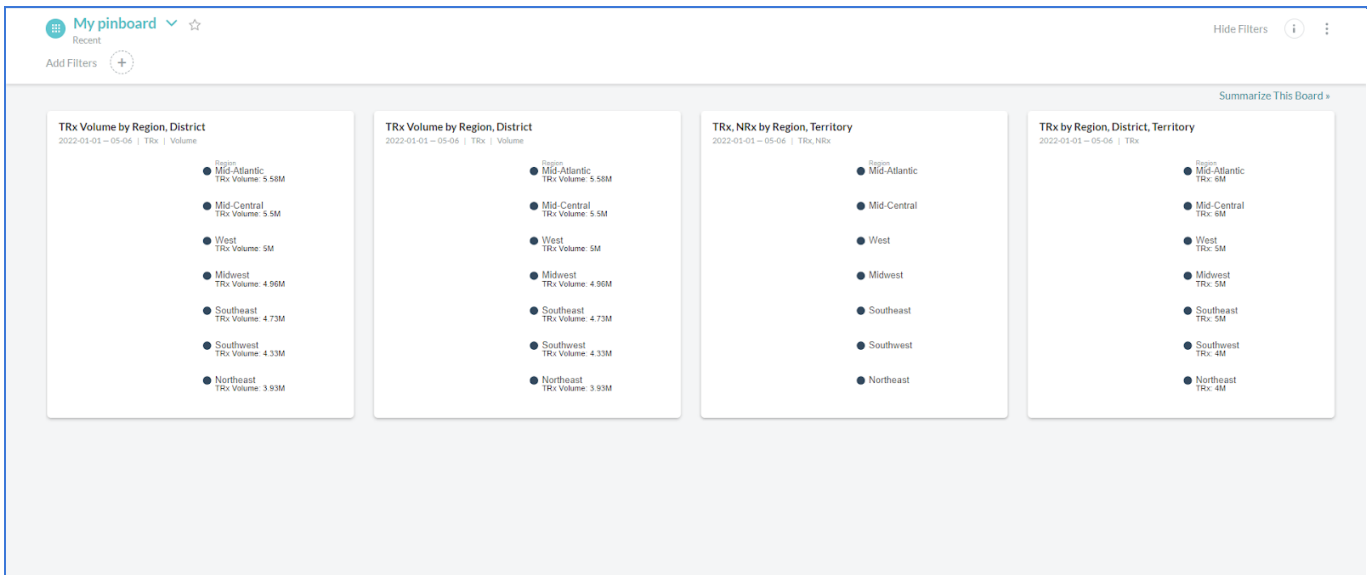 My pinboard
Recent
Hide Filters
i
Add Filters +
Summarize This Board »
TRx Volume by Region, District
2022-01-01 — 05-06 | TRx | Volume
Region
Mid-Atlantic
TRx Volume: 5.58M
Mid-Central
TRx Volume: 5.5M
West
TRx Volume: 5M
Midwest
TRx Volume: 4.96M
Southeast
TRx Volume: 4.73M
Southwest
TRx Volume: 4.33M
Northeast
TRx Volume: 3.93M
TRx Volume by Region, District
2022-01-01 — 05-06 | TRx | Volume
Region
Mid-Atlantic
TRx Volume: 5.58M
Mid-Central
TRx Volume: 5.5M
West
TRx Volume: 5M
Midwest
TRx Volume: 4.96M
Southeast
TRx Volume: 4.73M
Southwest
TRx Volume: 4.33M
Northeast
TRx Volume: 3.93M
TRx, NRx by Region, Territory
2022-01-01 — 05-06 | TRx, NRx
Region
Mid-Atlantic
Mid-Central
West
Midwest
Southeast
Southwest
Northeast
TRx by Region, District, Territory
2022-01-01 — 05-06 | TRx
Region
Mid-Atlantic
TRx: 6M
Mid-Central
TRx: 6M
West
TRx: 5M
Midwest
TRx: 5M
Southeast
TRx: 5M
Southwest
TRx: 4M
Northeast
TRx: 4M